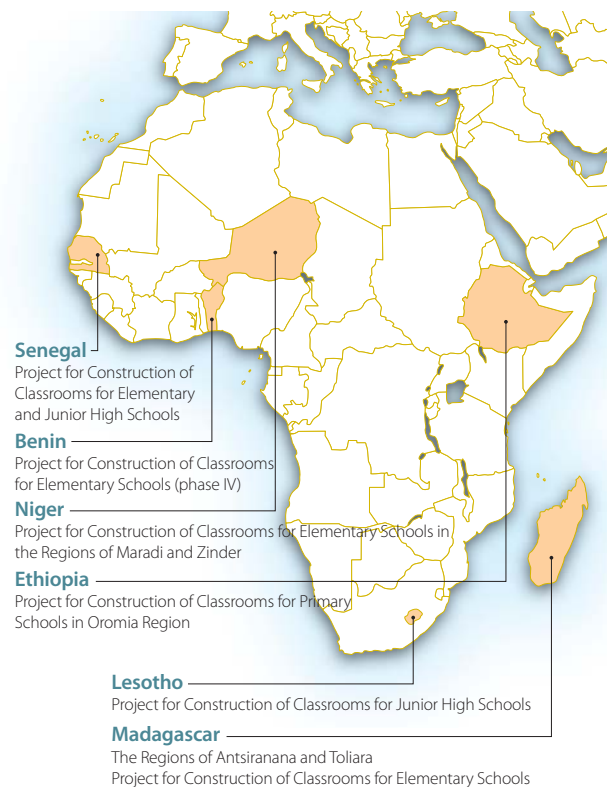 Senegal
Project for Construction of
Classrooms for Elementary
and Junior High Schools
Benin
Project for Construction of Classrooms
for Elementary Schools (phase IV)
Niger
Project for Construction of Classrooms for Elementary Schools in
the Regions of Maradi and Zinder
Ethiopia
Project for Construction of Classrooms for Primary
Schools in Oromia Region
Lesotho
Project for Construction of Classrooms for Junior High Schools
Madagascar
The Regions of Antsiranana and Toliara
Project for Construction of Classrooms for Elementary Schools